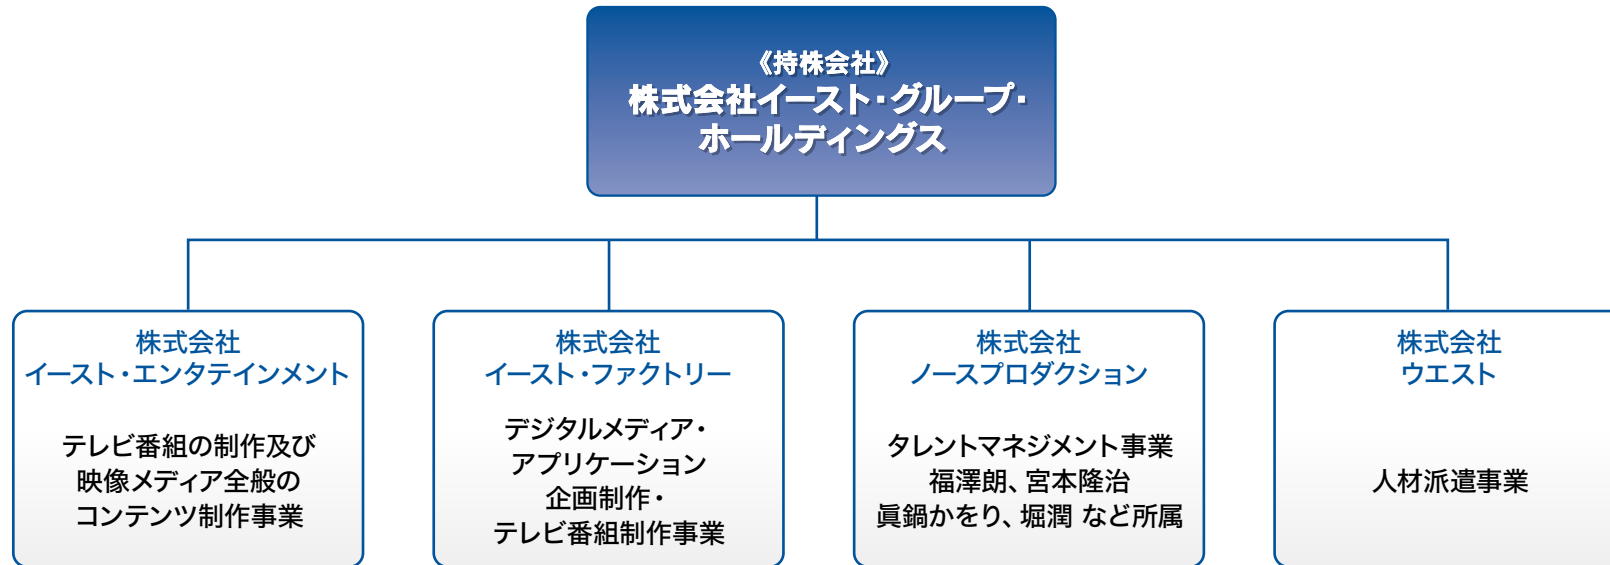 《持株会社》
株式会社イースト・グループ・
ホールディングス
株式会社
イースト・エンタテインメント
テレビ番組の制作及び
映像メディア全般の
コンテンツ制作事業
株式会社
イースト・ファクトリー
デジタルメディア・
アプリケーション
企画制作・
テレビ番組制作事業
株式会社
ノースプロダクション
タレントマネジメント事業
福澤朗、宮本隆治
眞鍋かをり、堀潤 など所属
株式会社
ウエスト
人材派遣事業